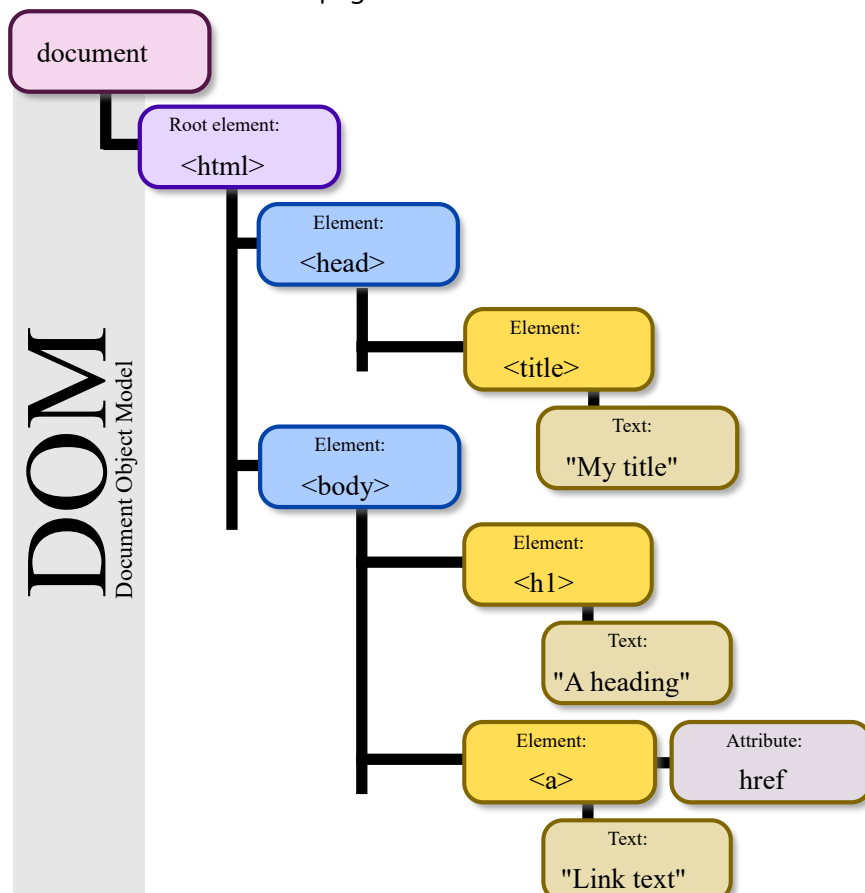 document
Root element:
<html>
Element:
<head>
Element:
<title>
Text:
"My title"
Element:
<body>
Element:
<h1>
Text:
"A heading"
Element:
<a>
Attribute:
href
Text:
"Link text"
DOM
Document Object Model